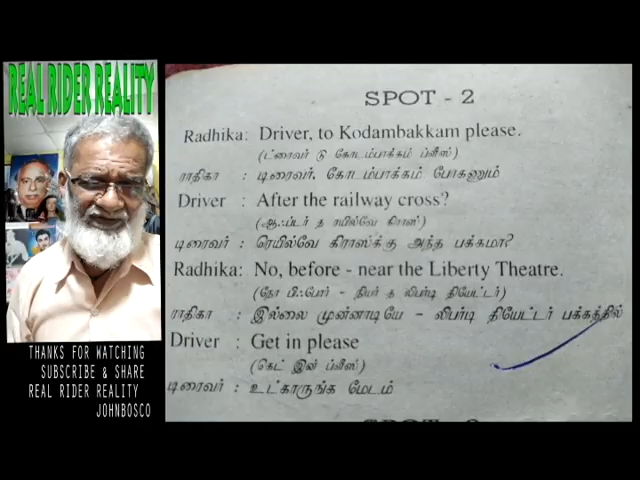 REAL RIDER REALITY
THANKS FOR WATCHING
SUBSCRIBE & SHARE
REAL RIDER REALITY
JOHNBOSCO
SPOT - 2
Radhika: Driver, to Kodambakkam please.
(ட்ரைவர் டு கோடம்பாக்கம் ப்ளீஸ்)
ராதிகா : டிரைவர், கோடம்பாக்கம் போகணும்
Driver : After the railway cross?
(ஆஃப்டர் த ரயில்வே கிராஸ்)
டிரைவர் : ரெயில்வே கிராஸ்க்கு அந்த பக்கமா?
Radhika: No, before - near the Liberty Theatre.
(நோ பிஃபோர் - நியர் த லிபர்டி தியேட்டர்)
ராதிகா : இல்லை முன்னாடியே - லிபர்டி தியேட்டர் பக்கத்தில்
Driver : Get in please
(கெட் இன் ப்ளீஸ்)
டிரைவர் : உட்காருங்க மேடம்